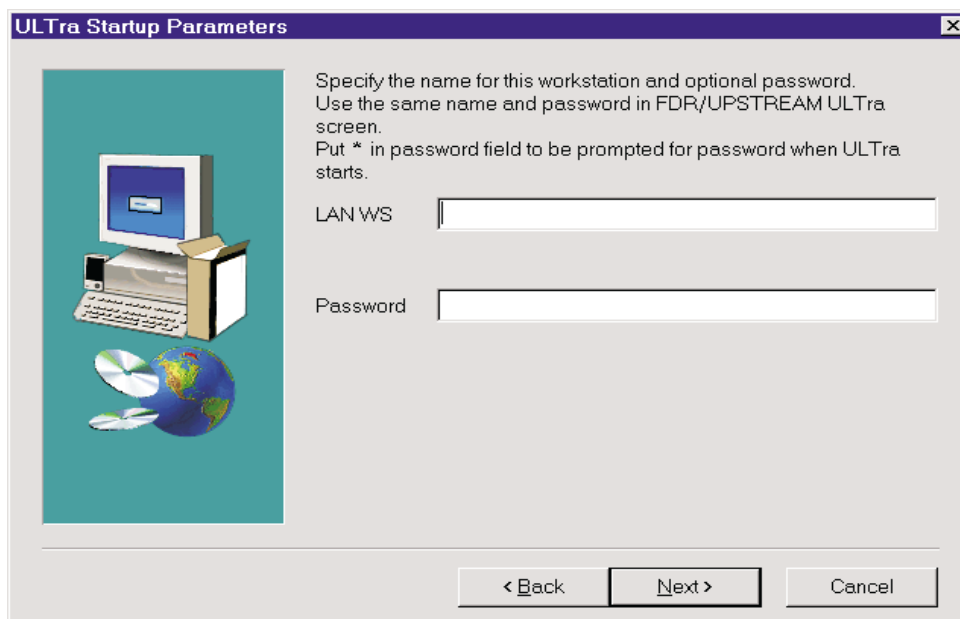 ULTra Startup Parameters
Specify the name for this workstation and optional password.
Use the same name and password in FDR/UPSTREAM ULTra
screen.
Put * in password field to be prompted for password when ULTra
starts.
LAN WS
Password
< Back
Next >
Cancel